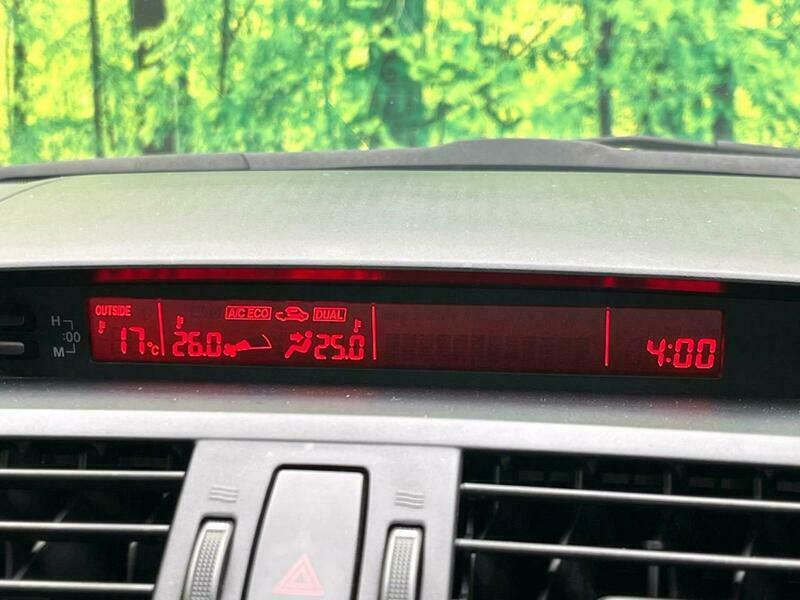 OUTSIDE A/C ECO DUAL
17°C 26.0 25.0 4:00
H
:00
M